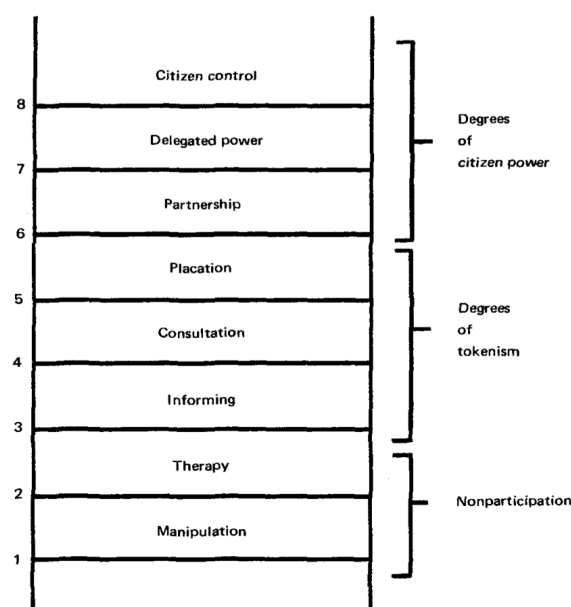 Citizen control
8
Delegated power
7
Partnership
6
Placation
5
Consultation
4
Informing
3
Therapy
2
Manipulation
1
Degrees
of
citizen power
Degrees
of
tokenism
Nonparticipation